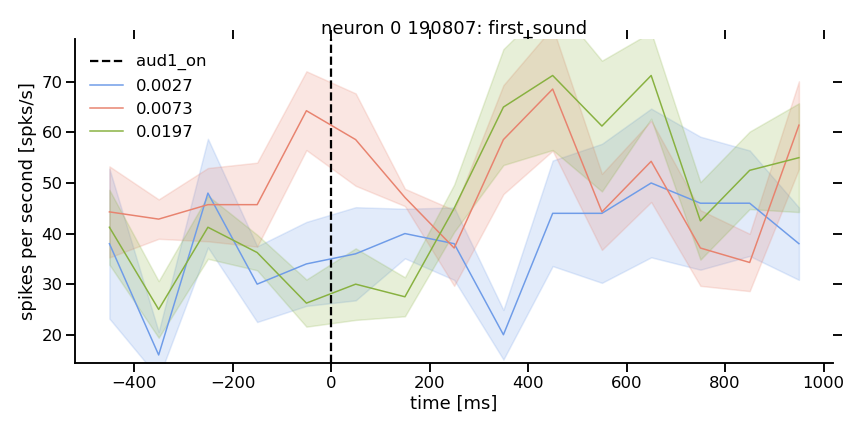 neuron 0 190807: first_sound
aud1_on
0.0027
0.0073
0.0197
spikes per second [spks/s]
70
60
50
40
30
20
−400 −200 0 200 400 600 800 1000
time [ms]